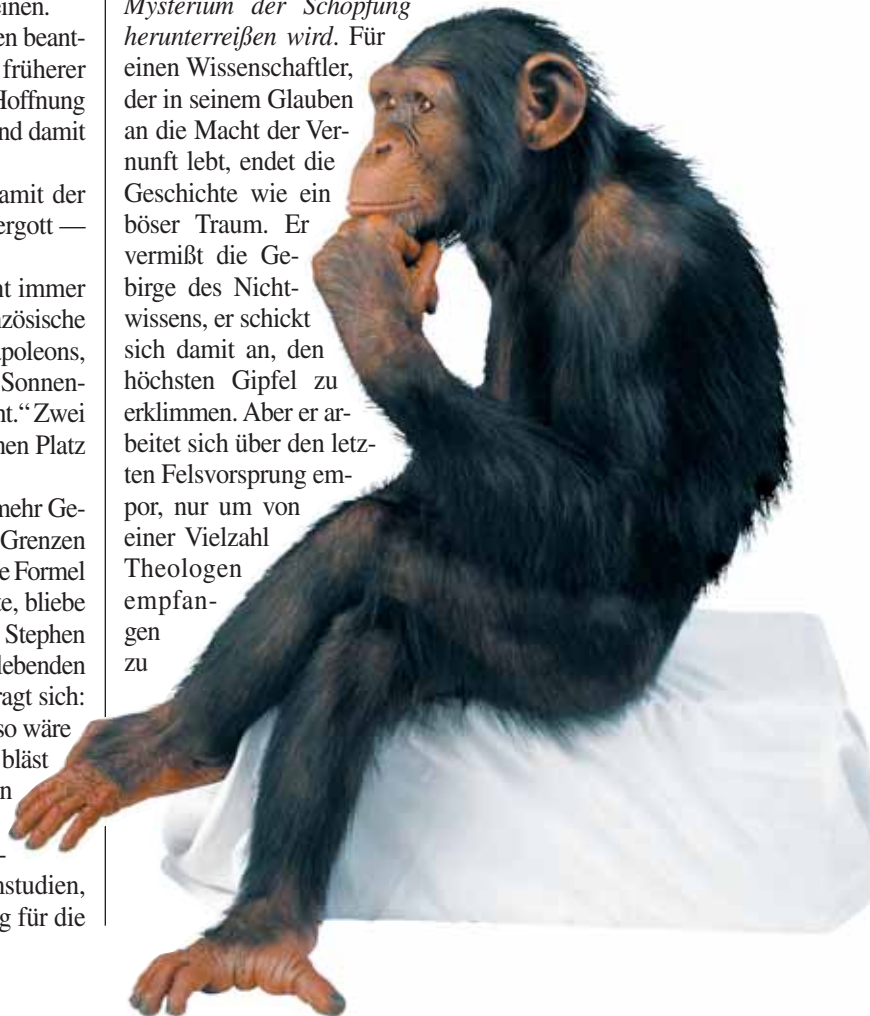 einen.
en beant-
früherer
Hoffnung
nd damit
amit der
ergott —
nt immer
nzösische
poleons,
Sonnen-
nt.“ Zwei
nen Platz
mehr Ge-
Grenzen
e Formel
te, bliebe
Stephen
lebenden
ragt sich:
so wäre
bläst
n
-
nstudien,
g für die
Mysterium der Schöpfung
herunterreißen wird. Für
einen Wissenschaftler,
der in seinem Glauben
an die Macht der Ver-
nunft lebt, endet die
Geschichte wie ein
böser Traum. Er
vermißt die Ge-
birge des Nicht-
wissens, er schickt
sich damit an, den
höchsten Gipfel zu
erklimmen. Aber er ar-
beitet sich über den letz-
ten Felsvorsprung em-
por, nur um von
einer Vielzahl
Theologen
empfan-
gen
zu